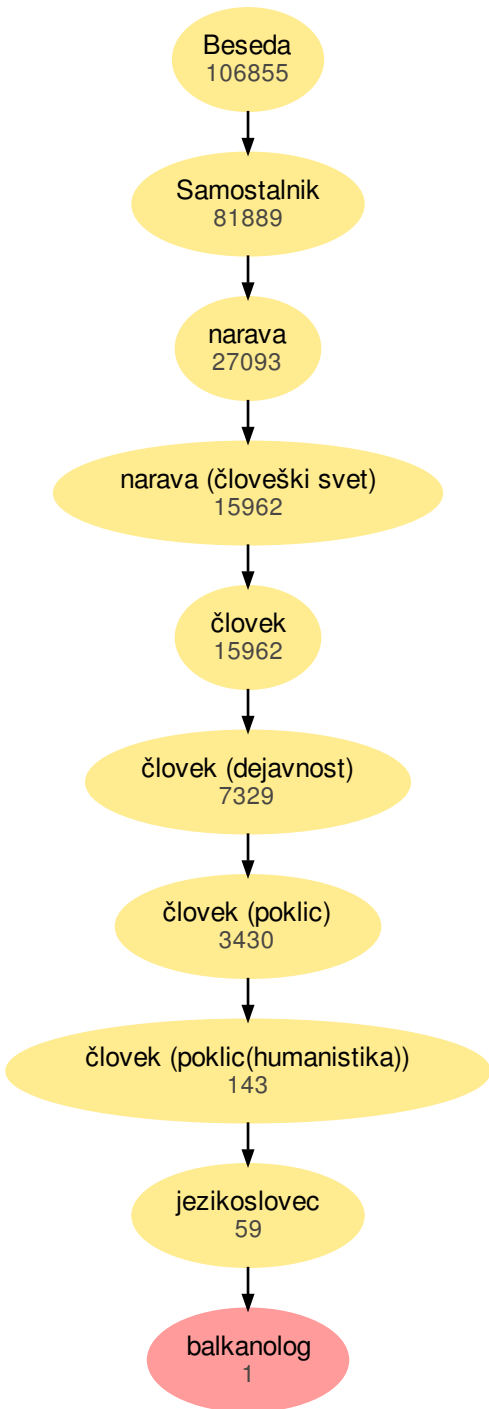 Beseda
106855
Samostalnik
81889
narava
27093
narava (človeški svet)
15962
človek
15962
človek (dejavnost)
7329
človek (poklic)
3430
človek (poklic(humanistika))
143
jezikoslovec
59
balkanolog
1